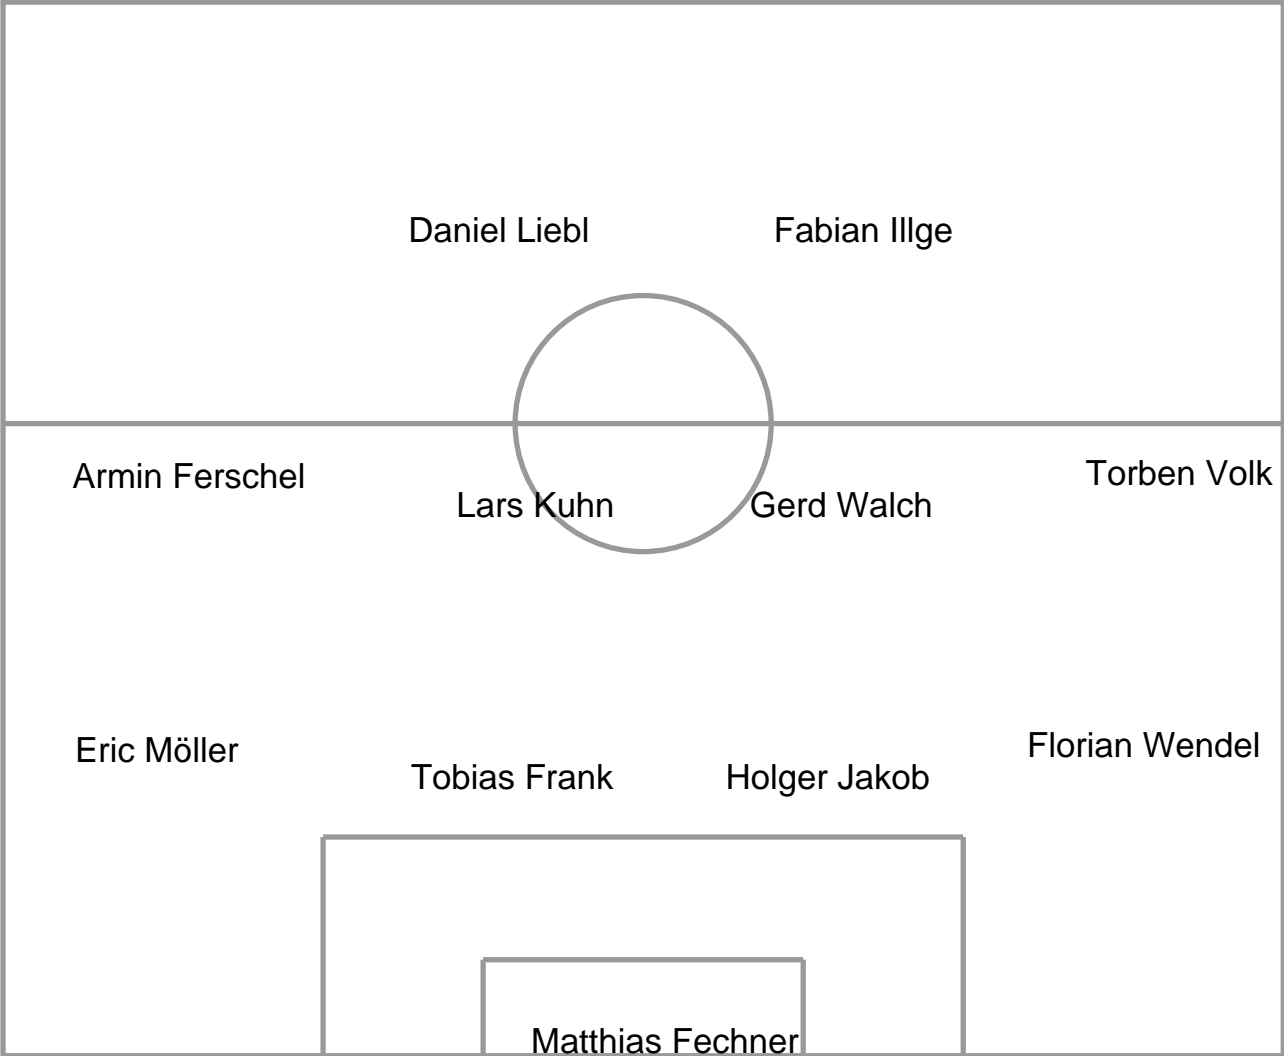 Daniel Liebl
Fabian Illge
Armin Ferschel
Torben Volk
Lars Kuhn
Gerd Walch
Eric Möller
Florian Wendel
Tobias Frank
Holger Jakob
Matthias Fechner